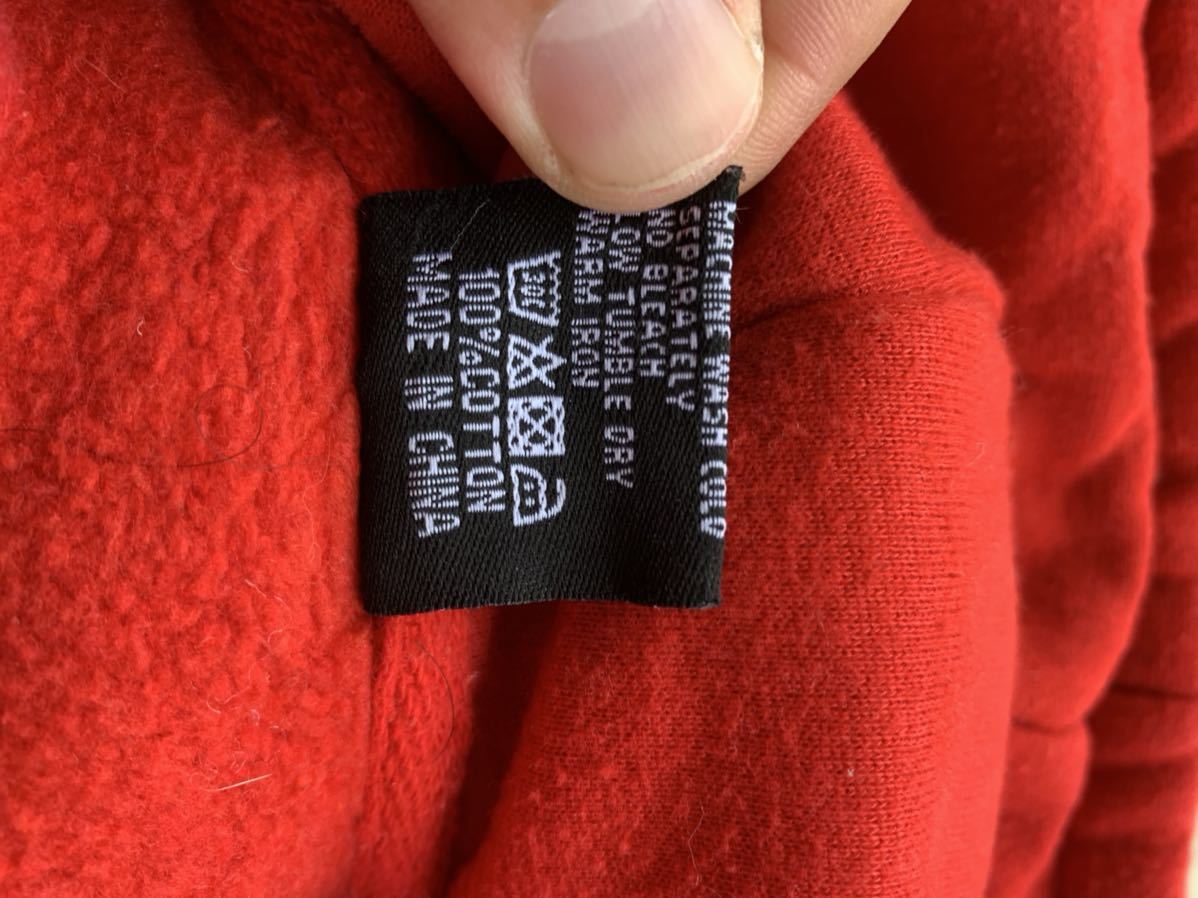 MACHINE WASH COLD
SEPARATELY
NO BLEACH
LOW TUMBLE DRY
WARM IRON
100%COTTON
MADE IN CHINA